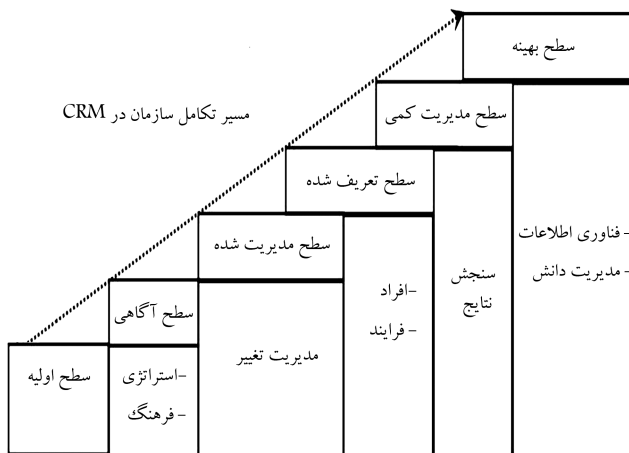 سطح بهینه
مسیر تکامل سازمان در CRM
سطح مدیریت کمی
سطح تعریف شده
سطح مدیریت شده
سطح آگاهی
سطح اولیه
-استراتژی
- فرهنگ
مدیریت تغییر
-افراد
- فرایند
سنجش
نتایج
- فناوری اطلاعات
- مدیریت دانش